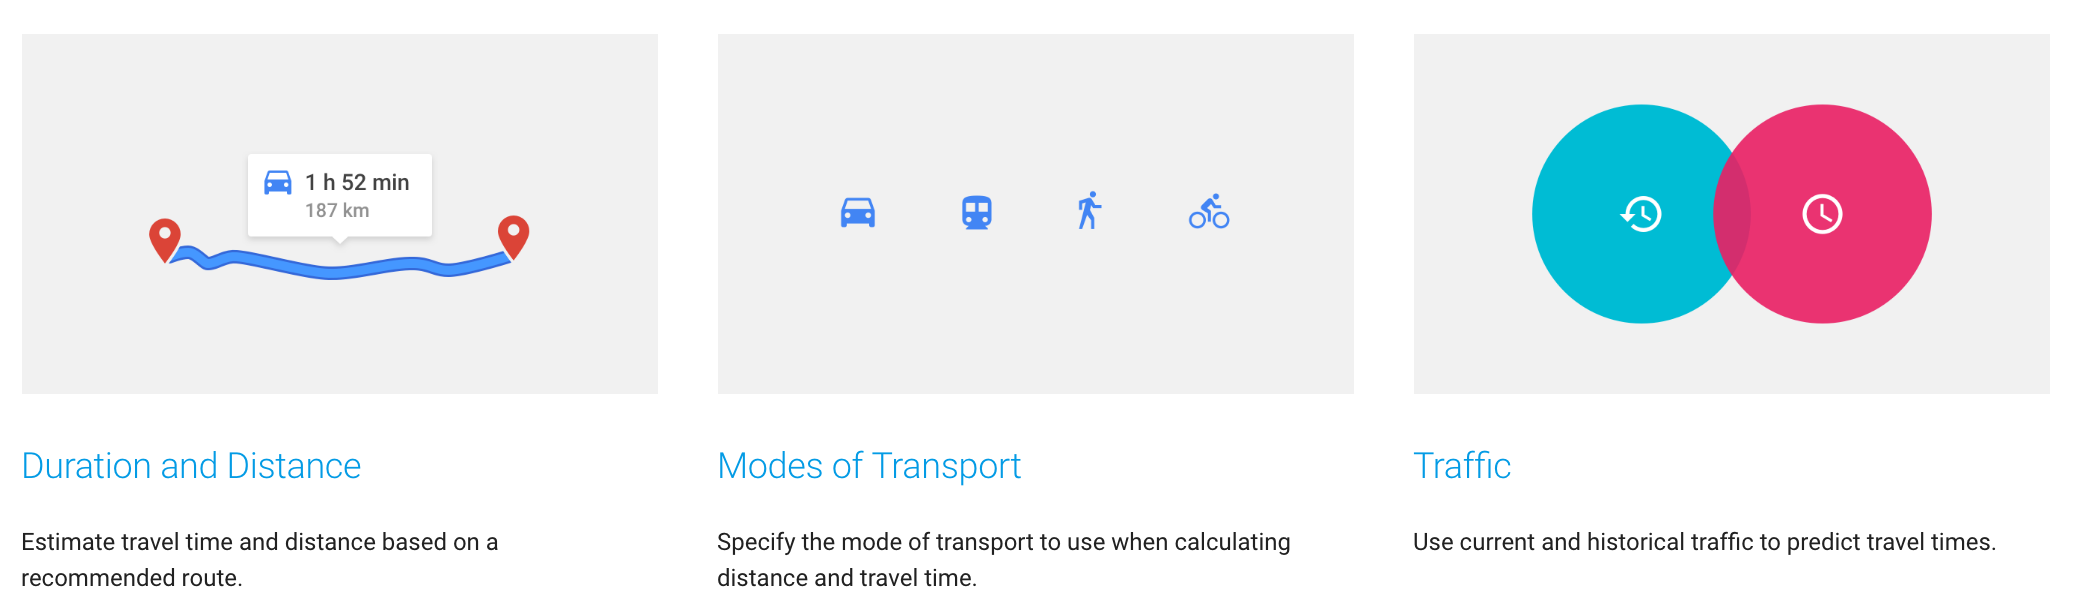 1 h 52 min
187 km
Duration and Distance
Estimate travel time and distance based on a
recommended route.
Modes of Transport
Specify the mode of transport to use when calculating
distance and travel time.
Traffic
Use current and historical traffic to predict travel times.